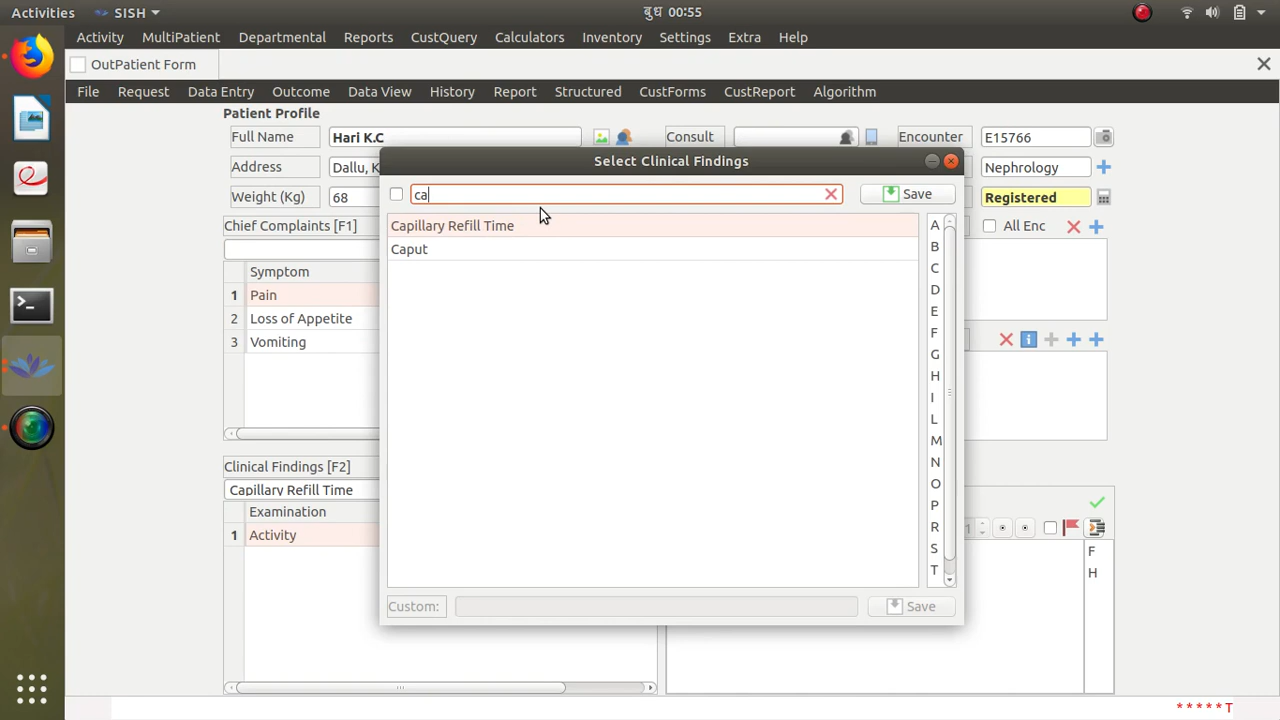 Activities SISH बुध 00:55
Activity MultiPatient Departmental Reports CustQuery Calculators Inventory Settings Extra Help
OutPatient Form
File Request Data Entry Outcome Data View History Report Structured CustForms CustReport Algorithm
Patient Profile
Full Name Hari K.C Consult Encounter E15766
Address Dallu, K Nephrology
Weight (Kg) 68 Registered
Select Clinical Findings
ca Save
Chief Complaints [F1] All Enc
Symptom
1 Pain
2 Loss of Appetite
3 Vomiting
Capillary Refill Time
Caput
A
B
C
D
E
F
G
H
I
L
M
N
O
P
R
S
T
Custom: Save
Clinical Findings [F2]
Capillary Refill Time
Examination
1 Activity
1
F
H
*****T